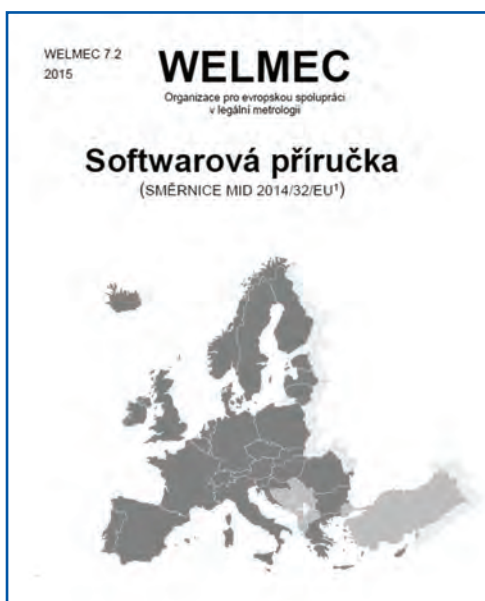 WELMEC 7.2
2015
WELMEC
Organizace pro evropskou spolupráci
v legální metrologii
Softwarová příručka
(SMĚRNICE MID 2014/32/EU¹)